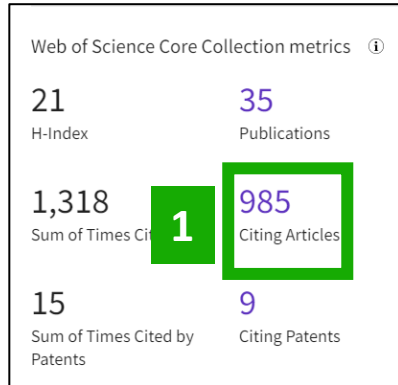 Web of Science Core Collection metrics
21 35
H-Index Publications
1,318 985
Sum of Times 1 Citing Articles
15 9
Sum of Times Cited by Citing Patents
Patents